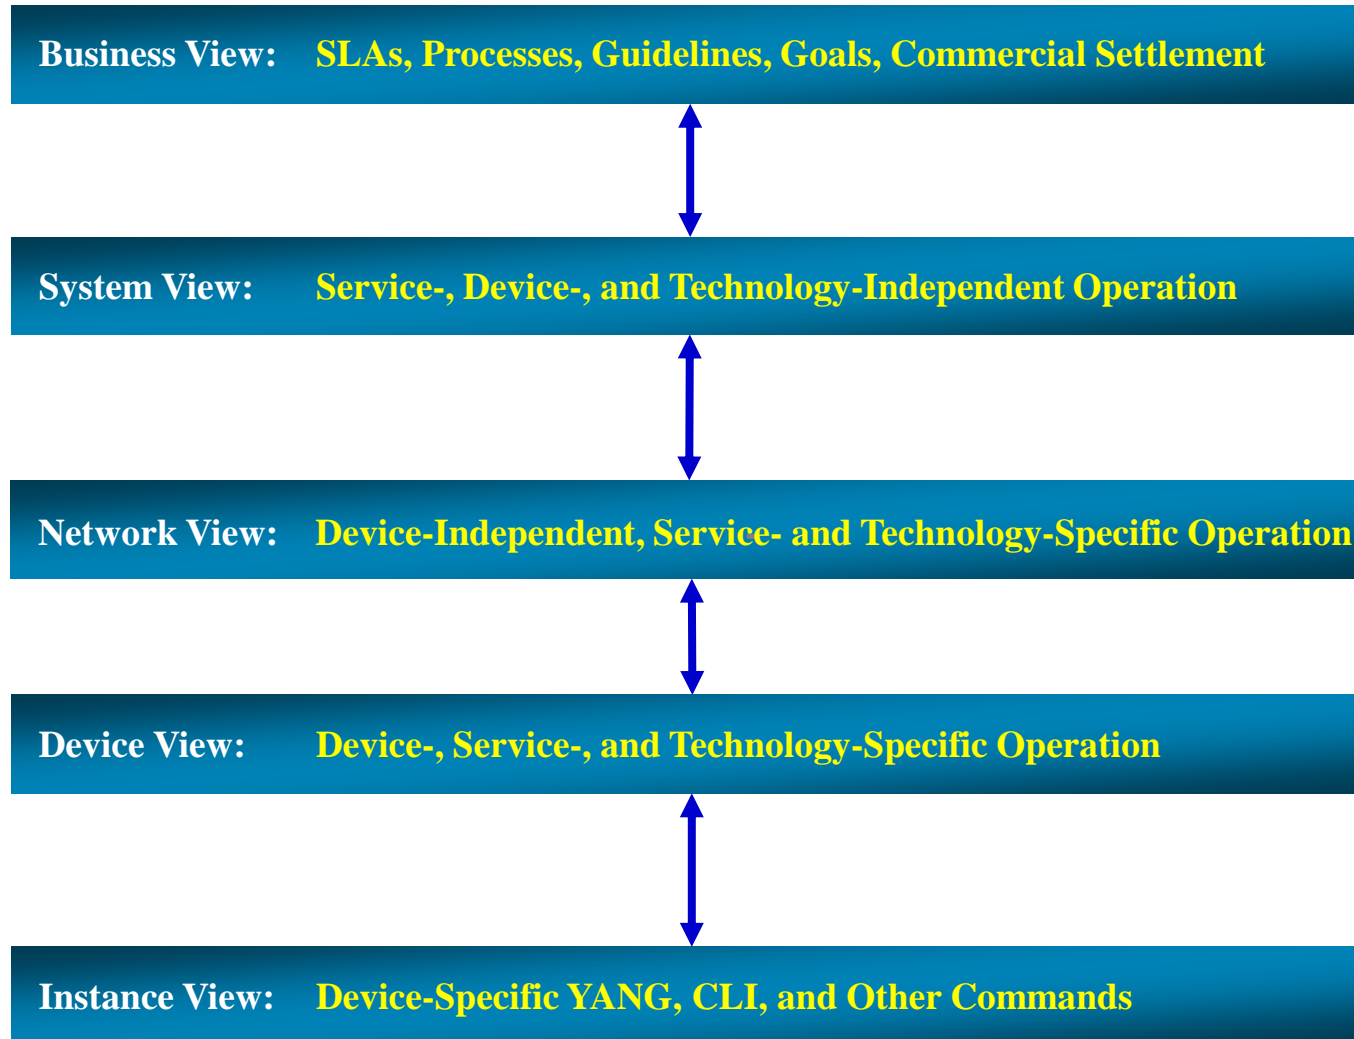 Business View: SLAs, Processes, Guidelines, Goals, Commercial Settlement
System View: Service-, Device-, and Technology-Independent Operation
Network View: Device-Independent, Service- and Technology-Specific Operation
Device View: Device-, Service-, and Technology-Specific Operation
Instance View: Device-Specific YANG, CLI, and Other Commands